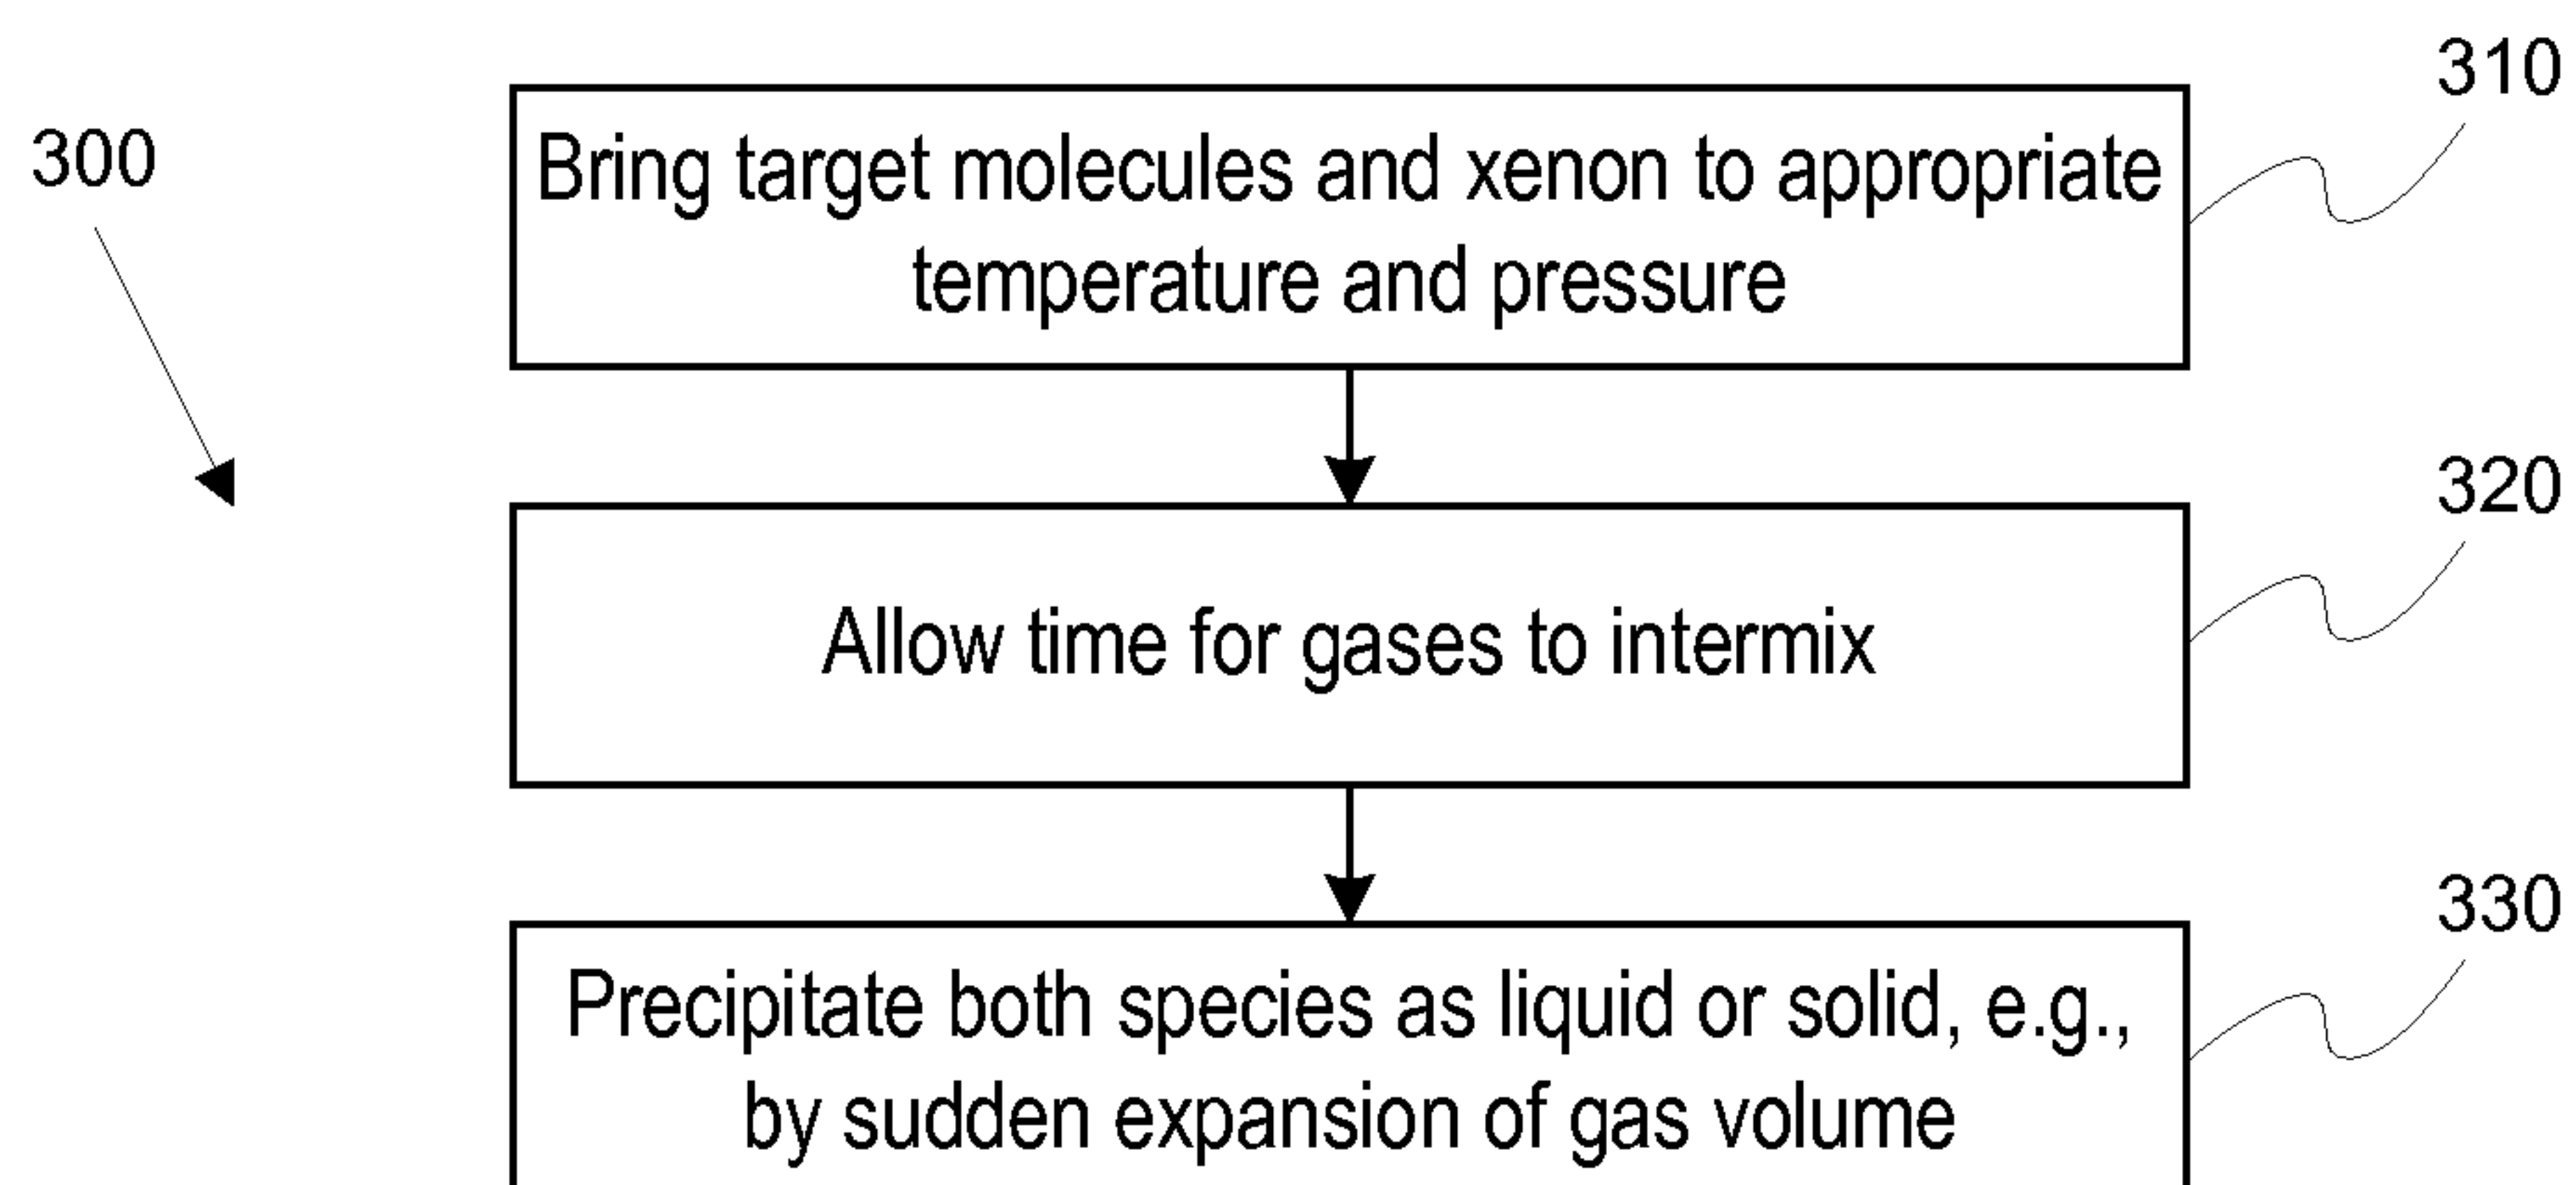 310
300
Bring target molecules and xenon to appropriate
temperature and pressure
320
Allow time for gases to intermix
330
Precipitate both species as liquid or solid, e.g.,
by sudden expansion of gas volume